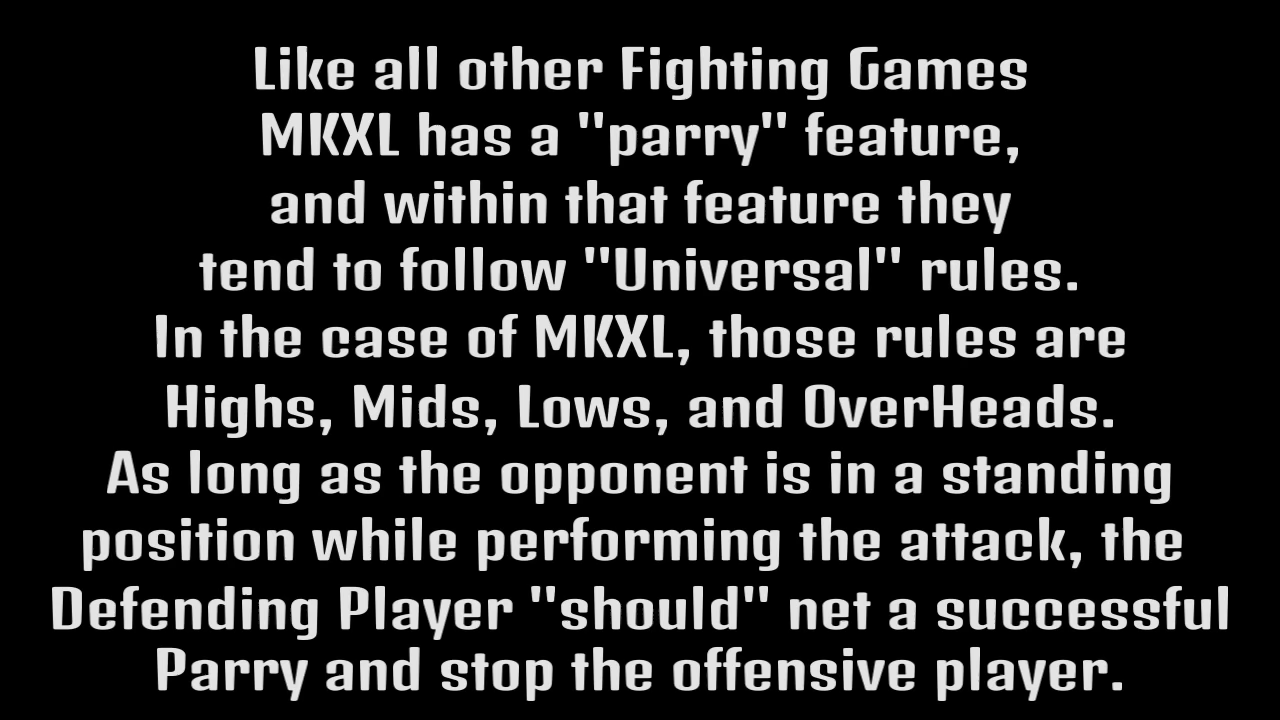 Like all other Fighting Games
MKXL has a "parry" feature,
and within that feature they
tend to follow "Universal" rules.
In the case of MKXL, those rules are
Highs, Mids, Lows, and OverHeads.
As long as the opponent is in a standing
position while performing the attack, the
Defending Player "should" net a successful
Parry and stop the offensive player.